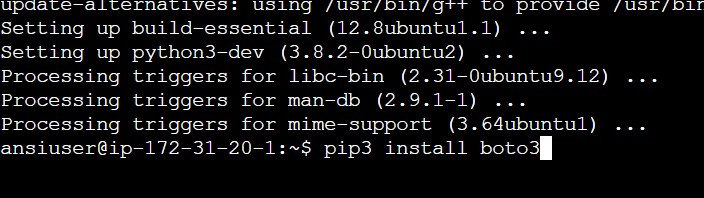 update-alternatives: using /usr/bin/g++ to provide /usr/bin
Setting up build-essential (12.8ubuntu1.1) ...
Setting up python3-dev (3.8.2-0ubuntu2) ...
Processing triggers for libc-bin (2.31-0ubuntu9.12) ...
Processing triggers for man-db (2.9.1-1) ...
Processing triggers for mime-support (3.64ubuntu1) ...
ansiuser@ip-172-31-20-1:~$ pip3 install boto3